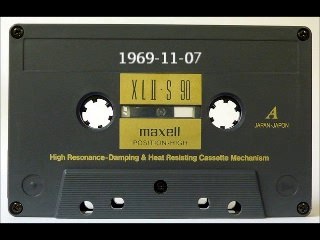 1969-11-07
XLII-S 90
maxell
POSITION•HIGH
A
JAPAN•JAPON
High Resonance-Damping & Heat Resisting Cassette Mechanism